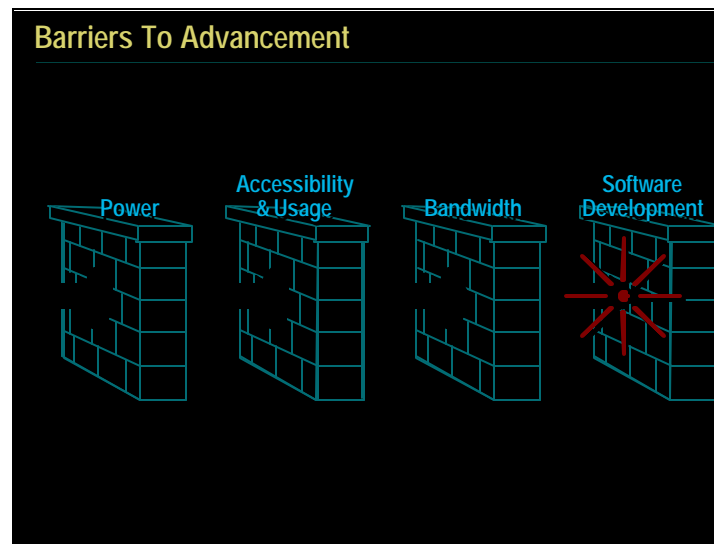 Barriers To Advancement
Power
Accessibility
& Usage
Bandwidth
Software
Development